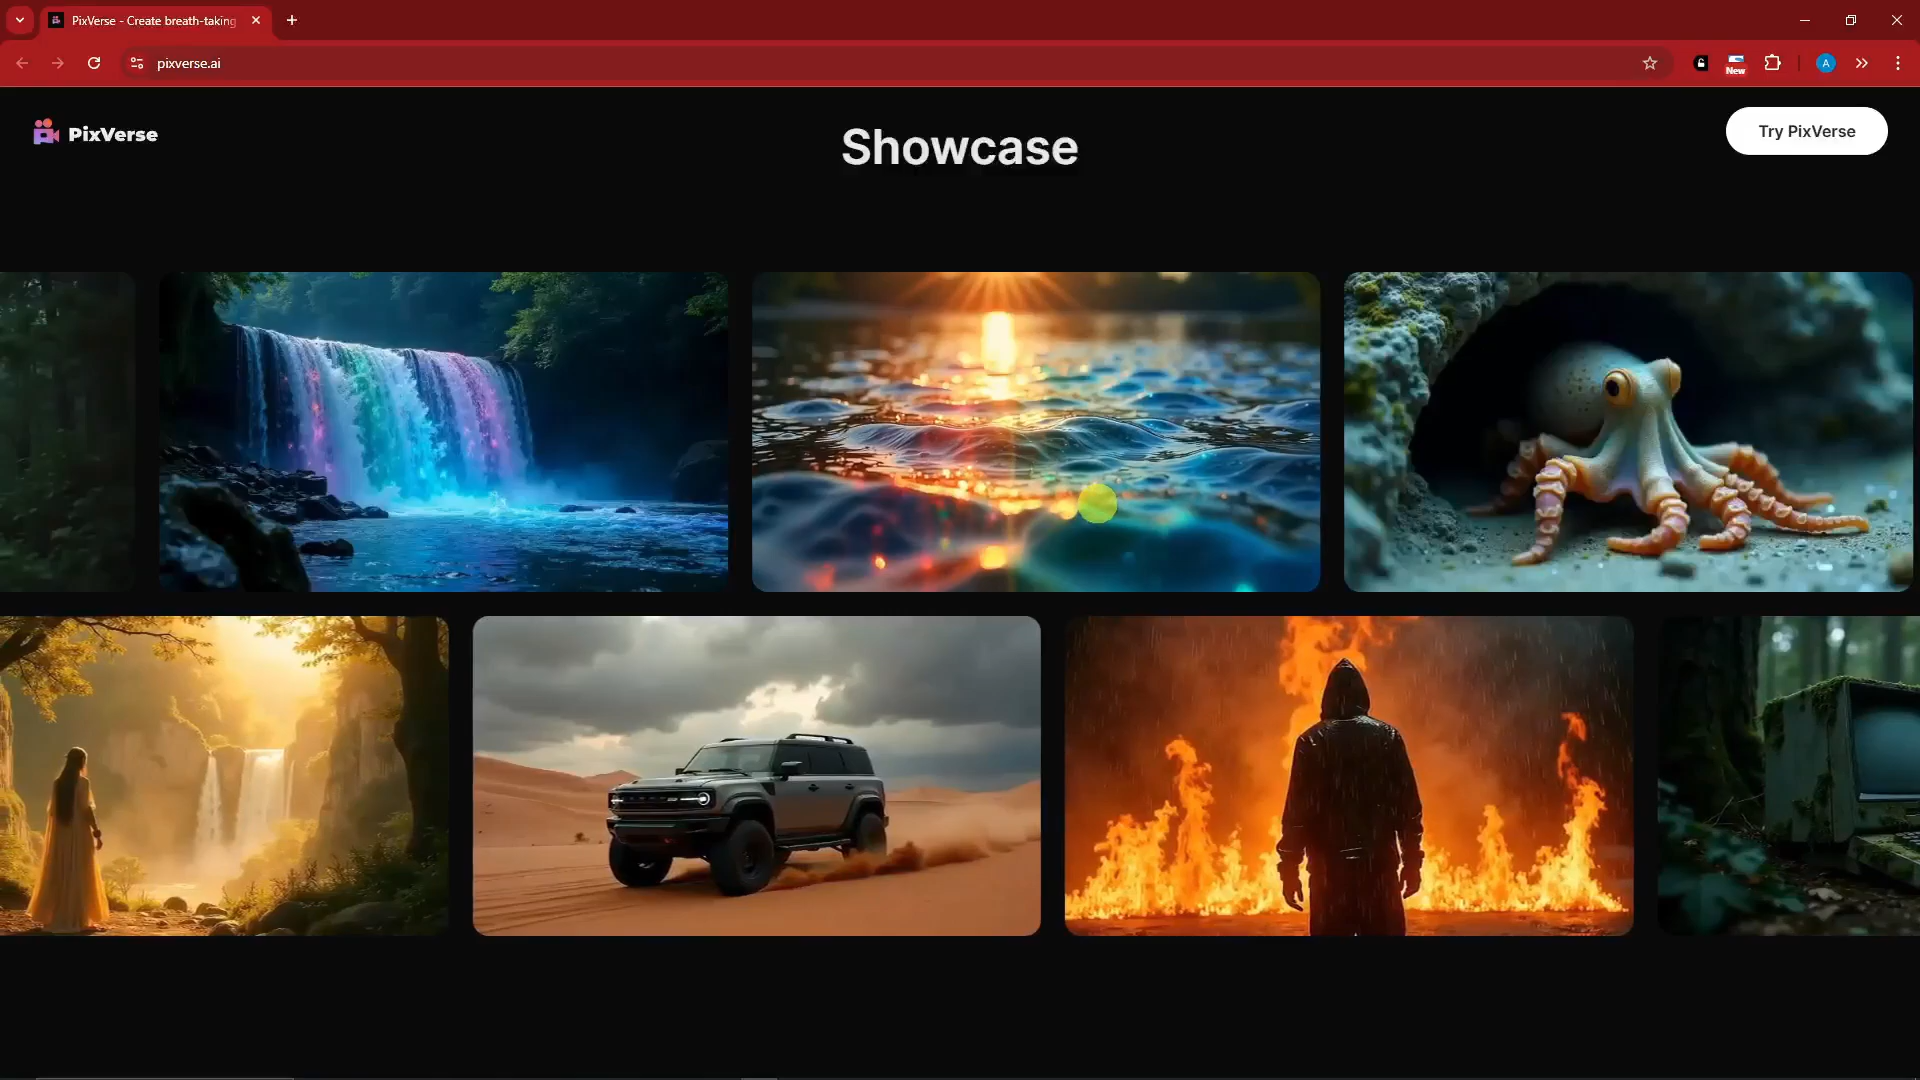 PixVerse - Create breath-taking
pixverse.ai
New
A
PixVerse
Showcase
Try PixVerse